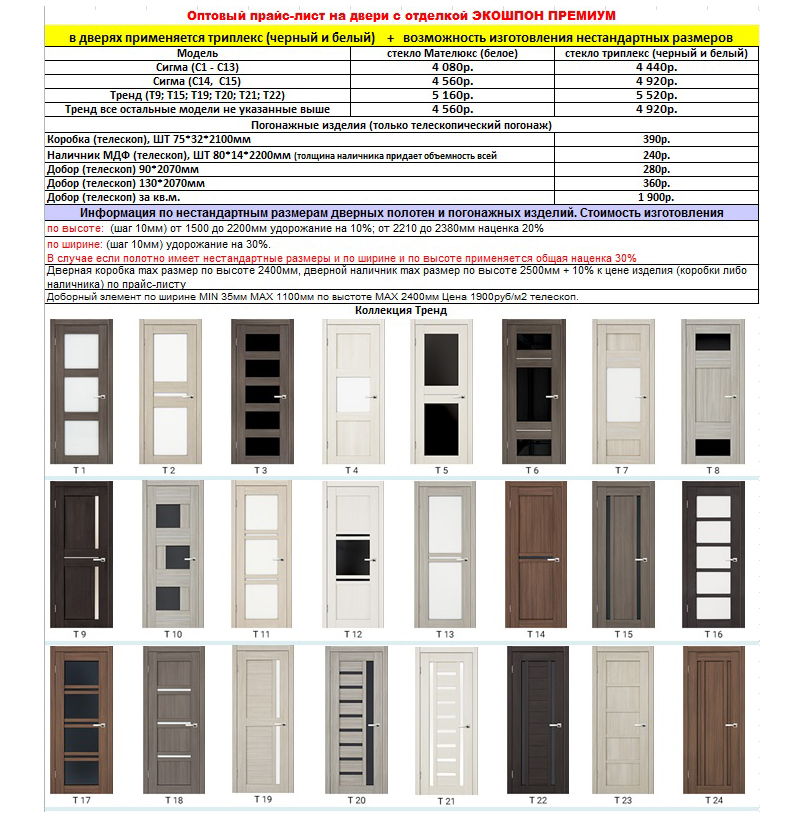 Оптовый прайс-лист на двери с отделкой ЭКОШПОН ПРЕМИУМ
в дверях применяется триплекс (черный и белый) + возможность изготовления нестандартных размеров
Модель стекло Мателюкс (белое) стекло триплекс (черный и белый)
Сигма (С1 - С13) 4 080р. 4 440р.
Сигма (С14, С15) 4 560р. 4 920р.
Тренд (Т9; Т15; Т19; Т20; Т21; Т22) 5 160р. 5 520р.
Тренд все остальные модели не указанные выше 4 560р. 4 920р.
Погонажные изделия (только телескопический погонаж)
Коробка (телескоп), ШТ 75*32*2100мм 390р.
Наличник МДФ (телескоп), ШТ 80*14*2200мм (толщина наличника придает объемность всей 240р.
Добор (телескоп) 90*2070мм 280р.
Добор (телескоп) 130*2070мм 360р.
Добор (телескоп) за кв.м. 1 900р.
Информация по нестандартным размерам дверных полотен и погонажных изделий. Стоимость изготовления
по высоте: (шаг 10мм) от 1500 до 2200мм удорожание на 10%; от 2210 до 2380мм наценка 20%
по ширине: (шаг 10мм) удорожание на 30%.
В случае если полотно имеет нестандартные размеры и по ширине и по высоте применяется общая наценка 30%
Дверная коробка max размер по высоте 2400мм, дверной наличник max размер по высоте 2500мм + 10% к цене изделия (коробки либо
наличника) по прайс-листу
Доборный элемент по ширине MIN 35мм MAX 1100мм по выстоте MAX 2400мм Цена 1900руб/м2 телескоп.
Коллекция Тренд
Т 1 Т 2 Т 3 Т 4 Т 5 Т 6 Т 7 Т 8
Т 9 Т 10 Т 11 Т 12 Т 13 Т 14 Т 15 Т 16
Т 17 Т 18 Т 19 Т 20 Т 21 Т 22 Т 23 Т 24